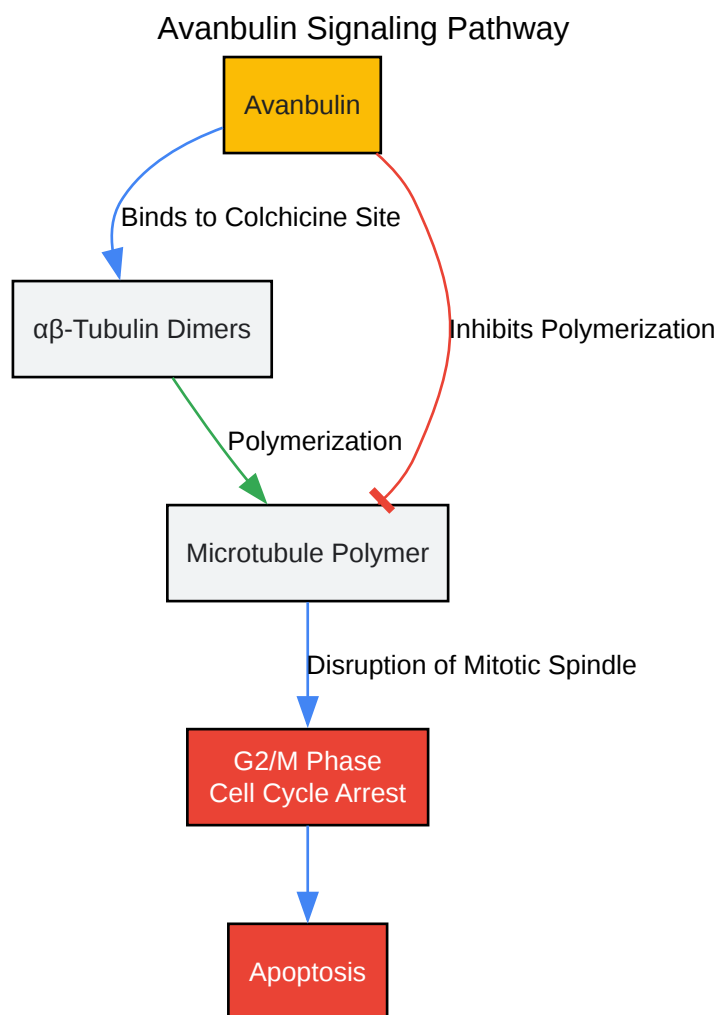 Avanbulin Signaling Pathway
Avanbulin
Binds to Colchicine Site
αβ-Tubulin Dimers
Inhibits Polymerization
Polymerization
Microtubule Polymer
Disruption of Mitotic Spindle
G2/M Phase
Cell Cycle Arrest
Apoptosis